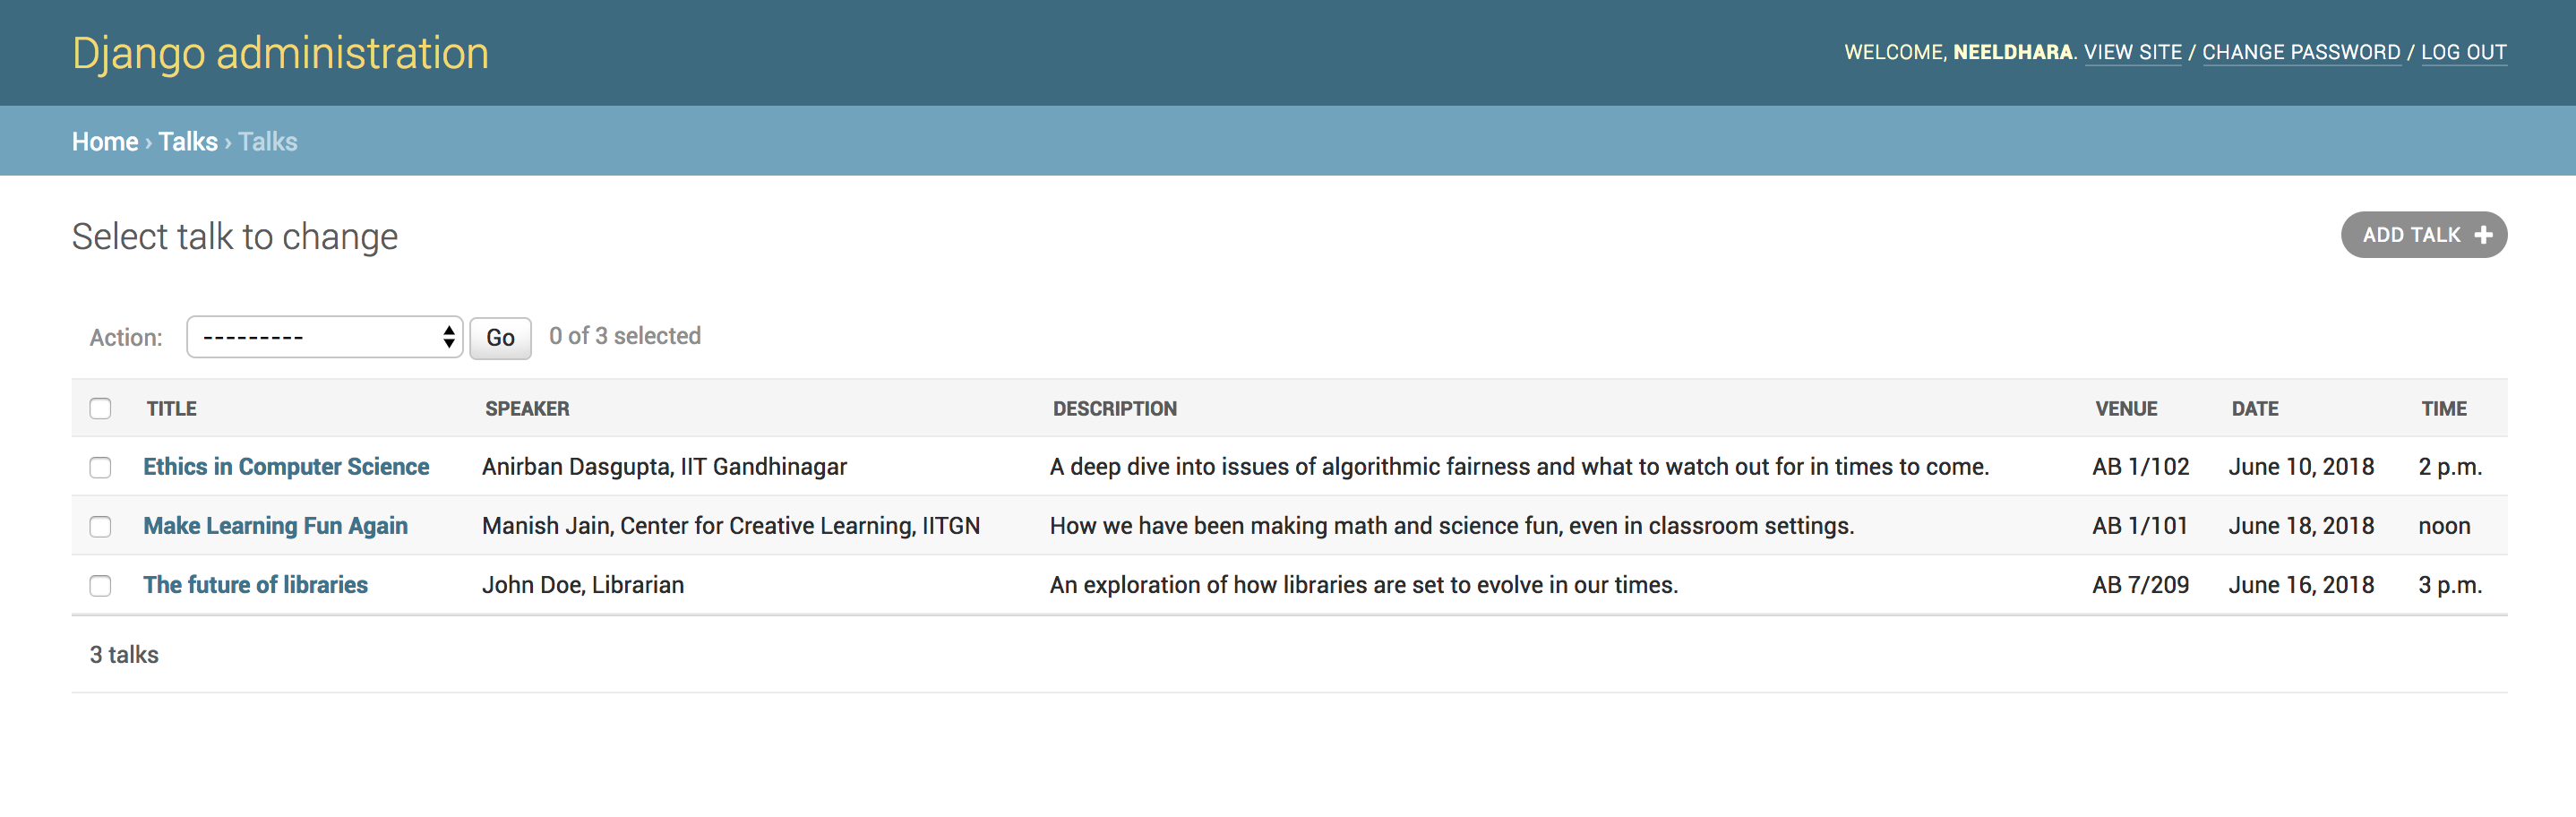 Django administration
WELCOME, NEELDHARA. VIEW SITE / CHANGE PASSWORD / LOG OUT
Home › Talks › Talks
Select talk to change
ADD TALK +
Action: --------- Go 0 of 3 selected
TITLE SPEAKER DESCRIPTION VENUE DATE TIME
Ethics in Computer Science Anirban Dasgupta, IIT Gandhinagar A deep dive into issues of algorithmic fairness and what to watch out for in times to come. AB 1/102 June 10, 2018 2 p.m.
Make Learning Fun Again Manish Jain, Center for Creative Learning, IITGN How we have been making math and science fun, even in classroom settings. AB 1/101 June 18, 2018 noon
The future of libraries John Doe, Librarian An exploration of how libraries are set to evolve in our times. AB 7/209 June 16, 2018 3 p.m.
3 talks